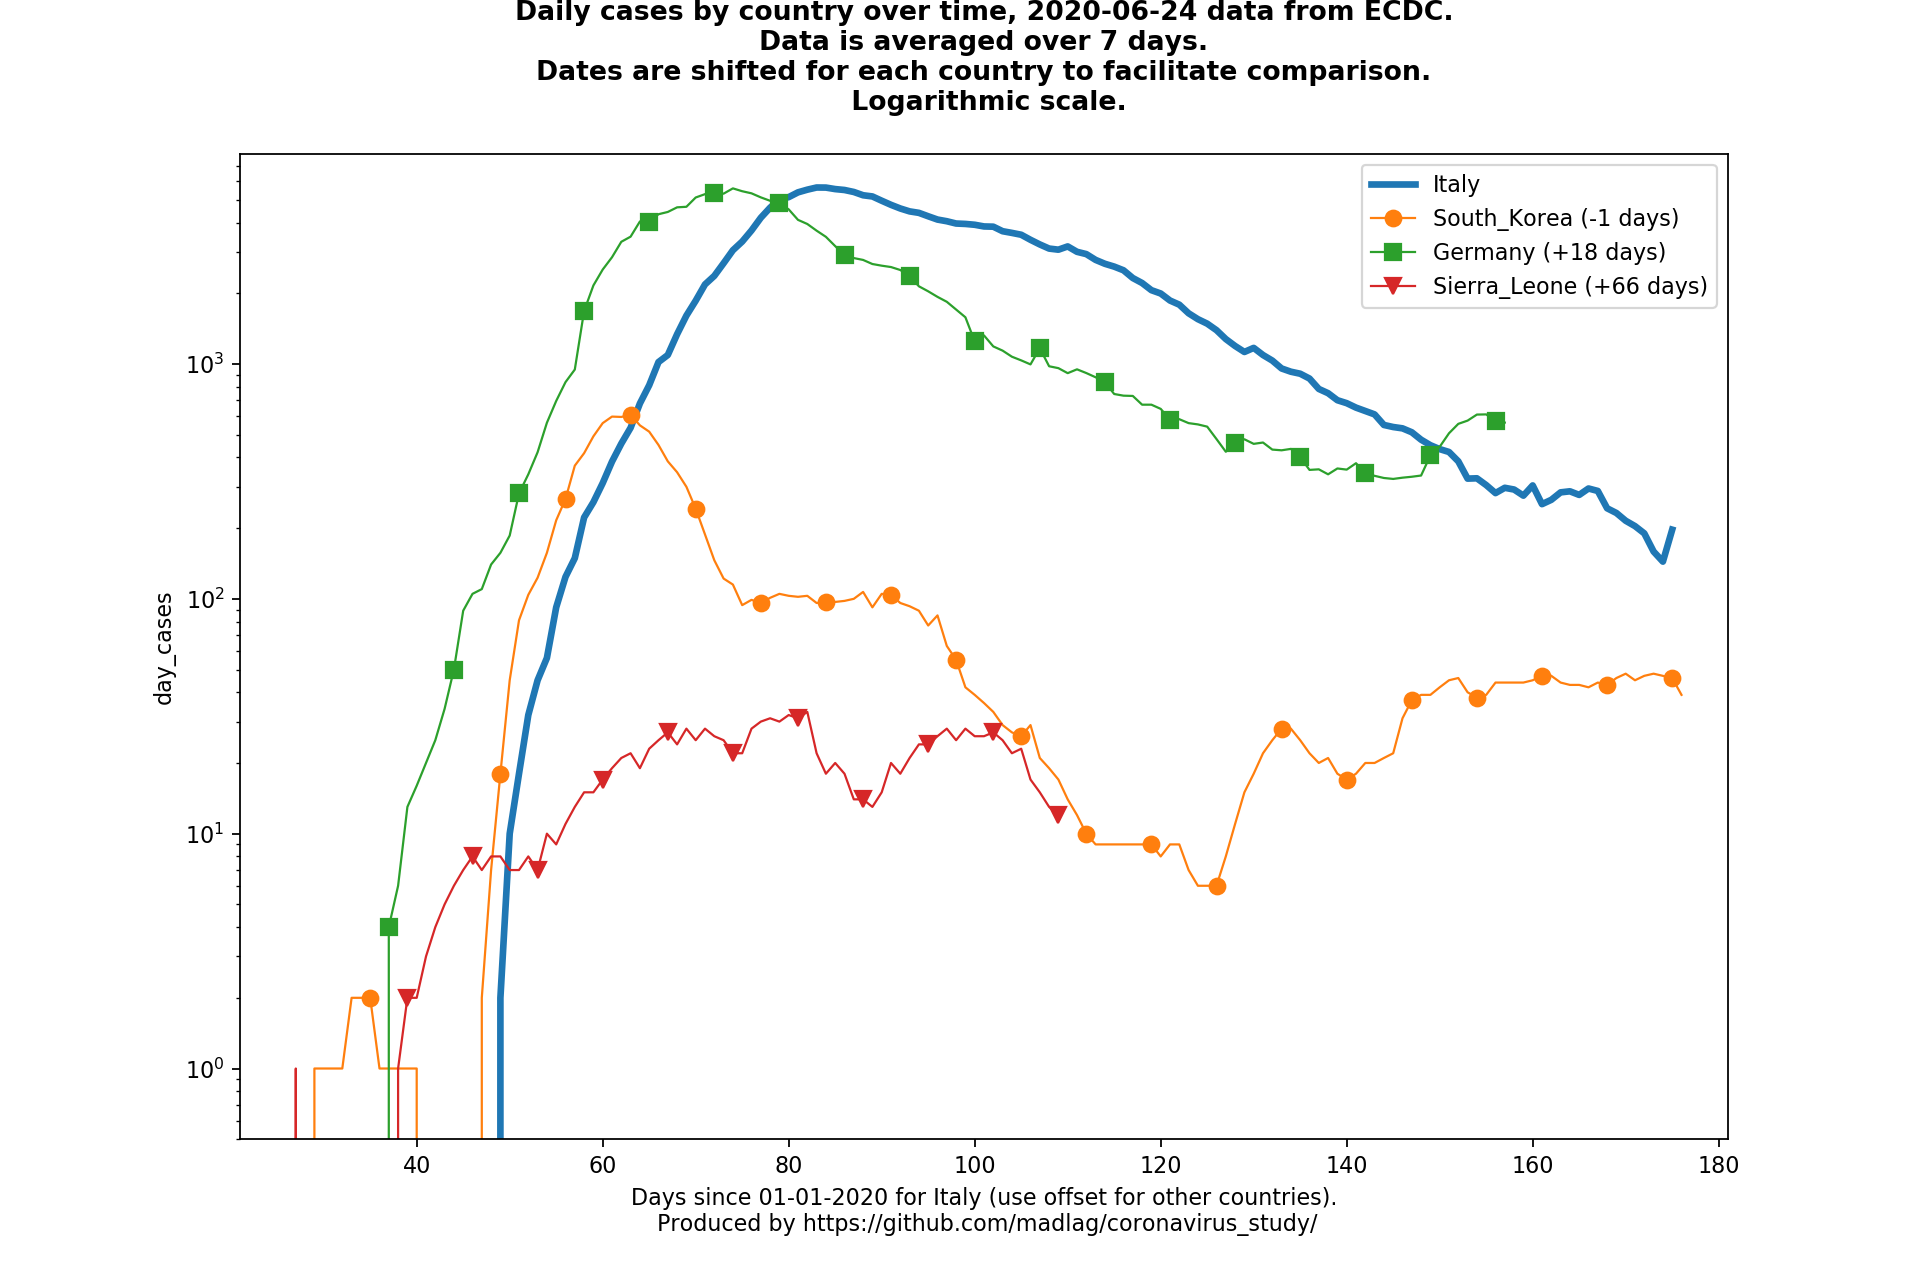 Daily cases by country over time, 2020-06-24 data from ECDC.
Data is averaged over 7 days.
Dates are shifted for each country to facilitate comparison.
Logarithmic scale.
Italy
South_Korea (-1 days)
Germany (+18 days)
Sierra_Leone (+66 days)
day_cases
10³
10²
10¹
10⁰
40 60 80 100 120 140 160 180
Days since 01-01-2020 for Italy (use offset for other countries).
Produced by https://github.com/madlag/coronavirus_study/